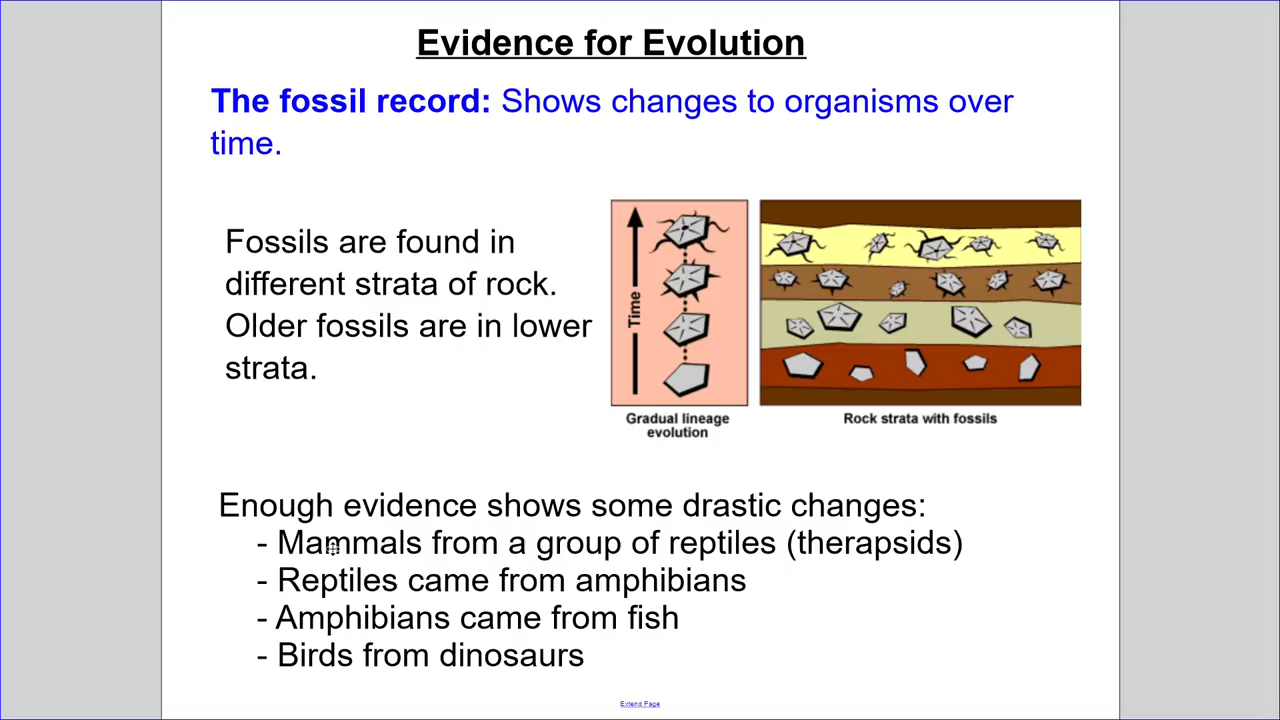 Evidence for Evolution
The fossil record: Shows changes to organisms over
time.
Fossils are found in
different strata of rock.
Older fossils are in lower
strata.
Time
Gradual lineage
evolution
Rock strata with fossils
Enough evidence shows some drastic changes:
- Mammals from a group of reptiles (therapsids)
- Reptiles came from amphibians
- Amphibians came from fish
- Birds from dinosaurs
Extend Page